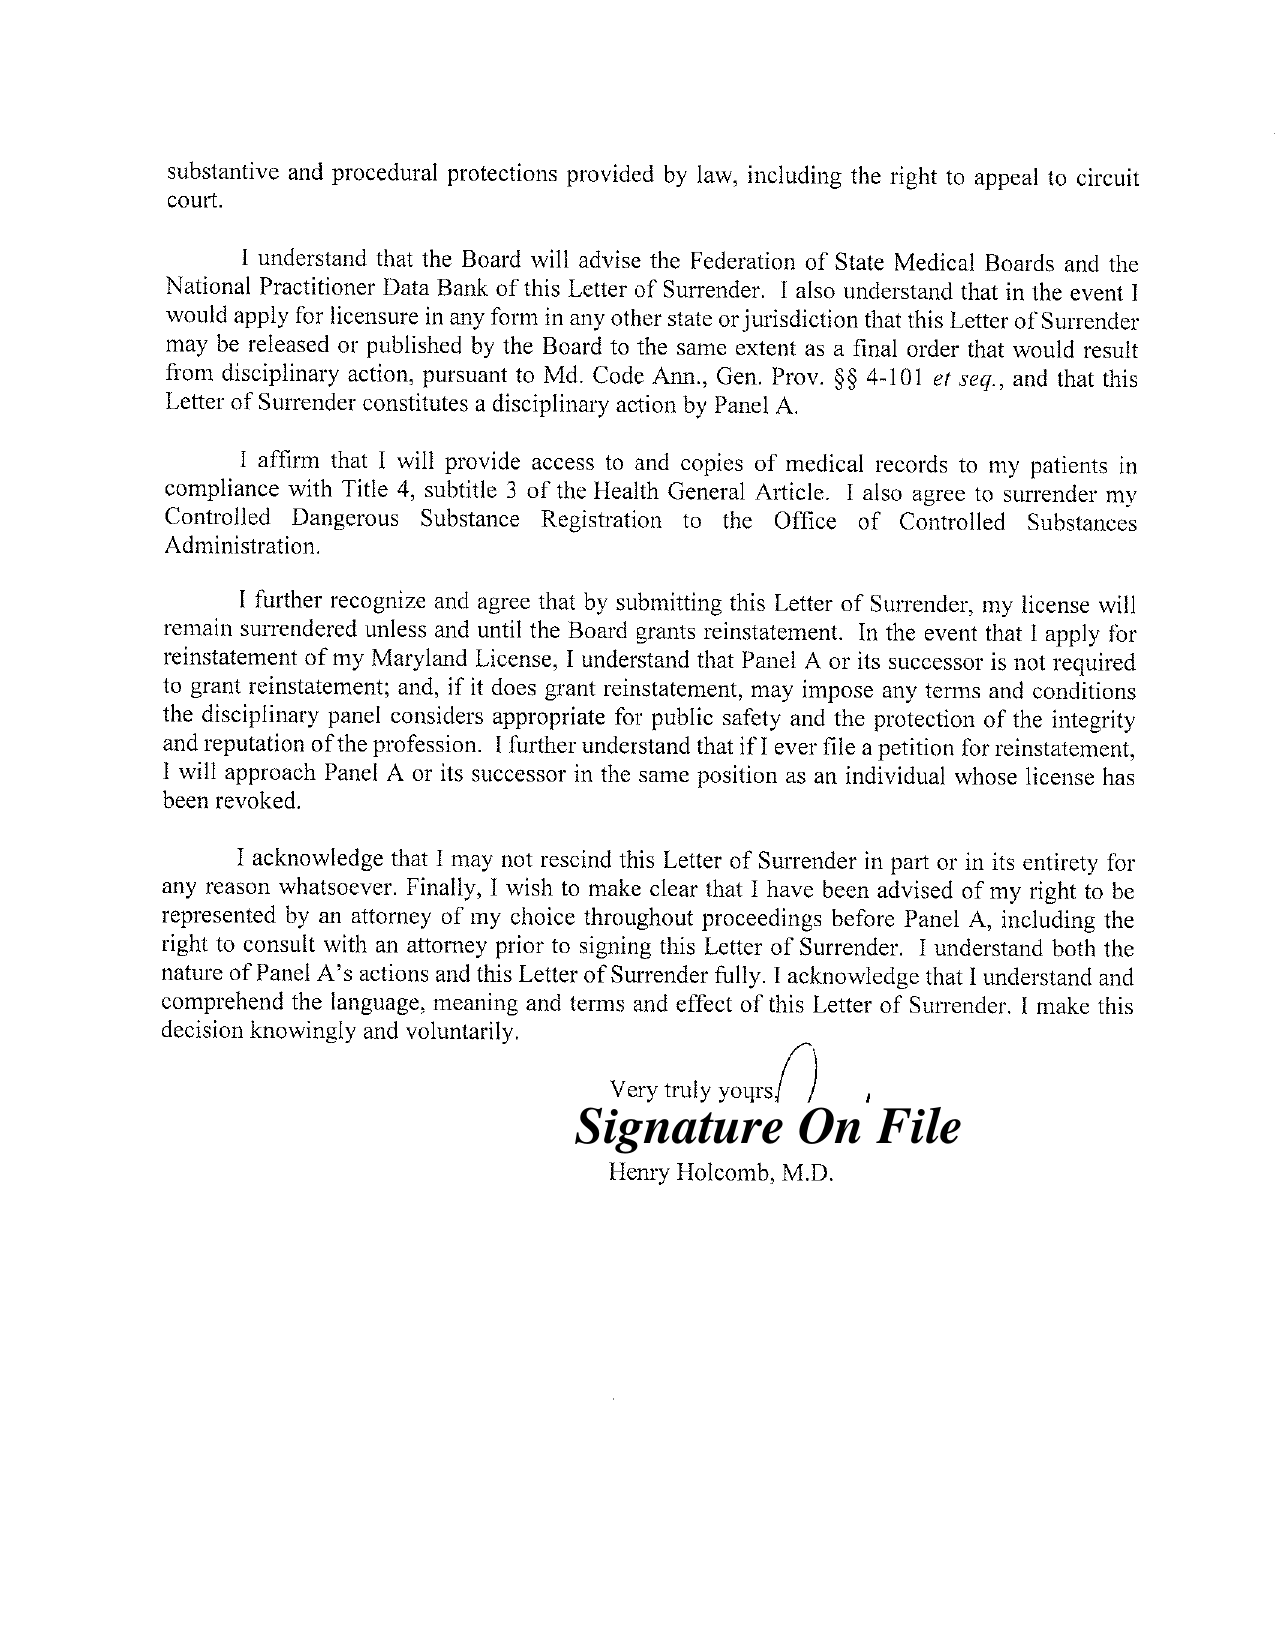 substantive and procedural protections provided by law, including the right to appeal to circuit
court.
I understand that the Board will advise the Federation of State Medical Boards and the
National Practitioner Data Bank of this Letter of Surrender. I also understand that in the event I
would apply for licensure in any form in any other state or jurisdiction that this Letter of Surrender
may be released or published by the Board to the same extent as a final order that would result
from disciplinary action, pursuant to Md. Code Ann., Gen. Prov. §§ 4-101 et seq., and that this
Letter of Surrender constitutes a disciplinary action by Panel A.
I affirm that I will provide access to and copies of medical records to my patients in
compliance with Title 4, subtitle 3 of the Health General Article. I also agree to surrender my
Controlled Dangerous Substance Registration to the Office of Controlled Substances
Administration.
I further recognize and agree that by submitting this Letter of Surrender, my license will
remain surrendered unless and until the Board grants reinstatement. In the event that I apply for
reinstatement of my Maryland License, I understand that Panel A or its successor is not required
to grant reinstatement; and, if it does grant reinstatement, may impose any terms and conditions
the disciplinary panel considers appropriate for public safety and the protection of the integrity
and reputation of the profession. I further understand that if I ever file a petition for reinstatement,
I will approach Panel A or its successor in the same position as an individual whose license has
been revoked.
I acknowledge that I may not rescind this Letter of Surrender in part or in its entirety for
any reason whatsoever. Finally, I wish to make clear that I have been advised of my right to be
represented by an attorney of my choice throughout proceedings before Panel A, including the
right to consult with an attorney prior to signing this Letter of Surrender. I understand both the
nature of Panel A's actions and this Letter of Surrender fully. I acknowledge that I understand and
comprehend the language, meaning and terms and effect of this Letter of Surrender. I make this
decision knowingly and voluntarily.
Very truly yours,
Signature On File
Henry Holcomb, M.D.